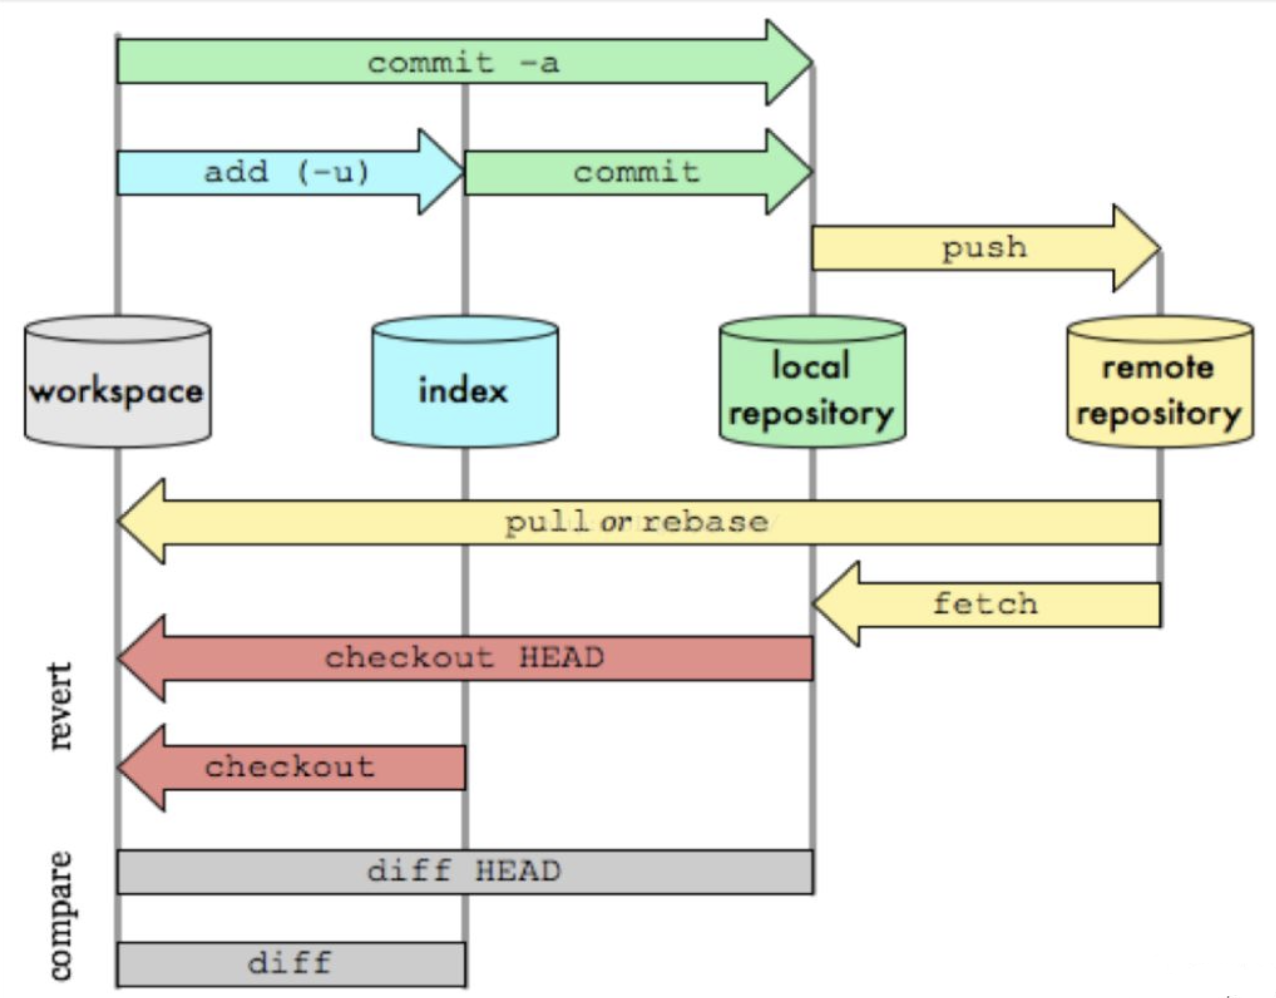 commit -a
add (-u)
commit
push
workspace
index
local
repository
remote
repository
pull or rebase
fetch
revert
checkout HEAD
checkout
compare
diff HEAD
diff